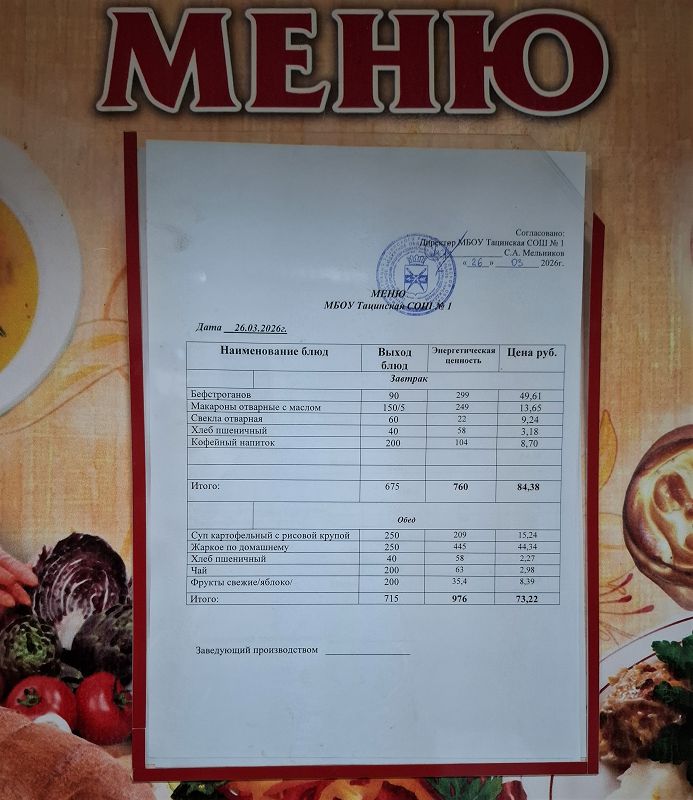 МЕНЮ
Согласовано:
Директор МБОУ Тацинская СОШ № 1
С.А. Мельников
« 26 » 03 2026г.
МЕНЮ
МБОУ Тацинская СОШ № 1
Дата 26.03.2026г.
Наименование блюд Выход блюд Энергетическая ценность Цена руб.
Завтрак
Бефстроганов 90 299 49,61
Макароны отварные с маслом 150/5 249 13,65
Свекла отварная 60 22 9,24
Хлеб пшеничный 40 58 3,18
Кофейный напиток 200 104 8,70
Итого: 675 760 84,38
Обед
Суп картофельный с рисовой крупой 250 209 15,24
Жаркое по домашнему 250 445 44,34
Хлеб пшеничный 40 58 2,27
Чай 200 63 2,98
Фрукты свежие/яблоко/ 200 35,4 8,39
Итого: 715 976 73,22
Заведующий производством